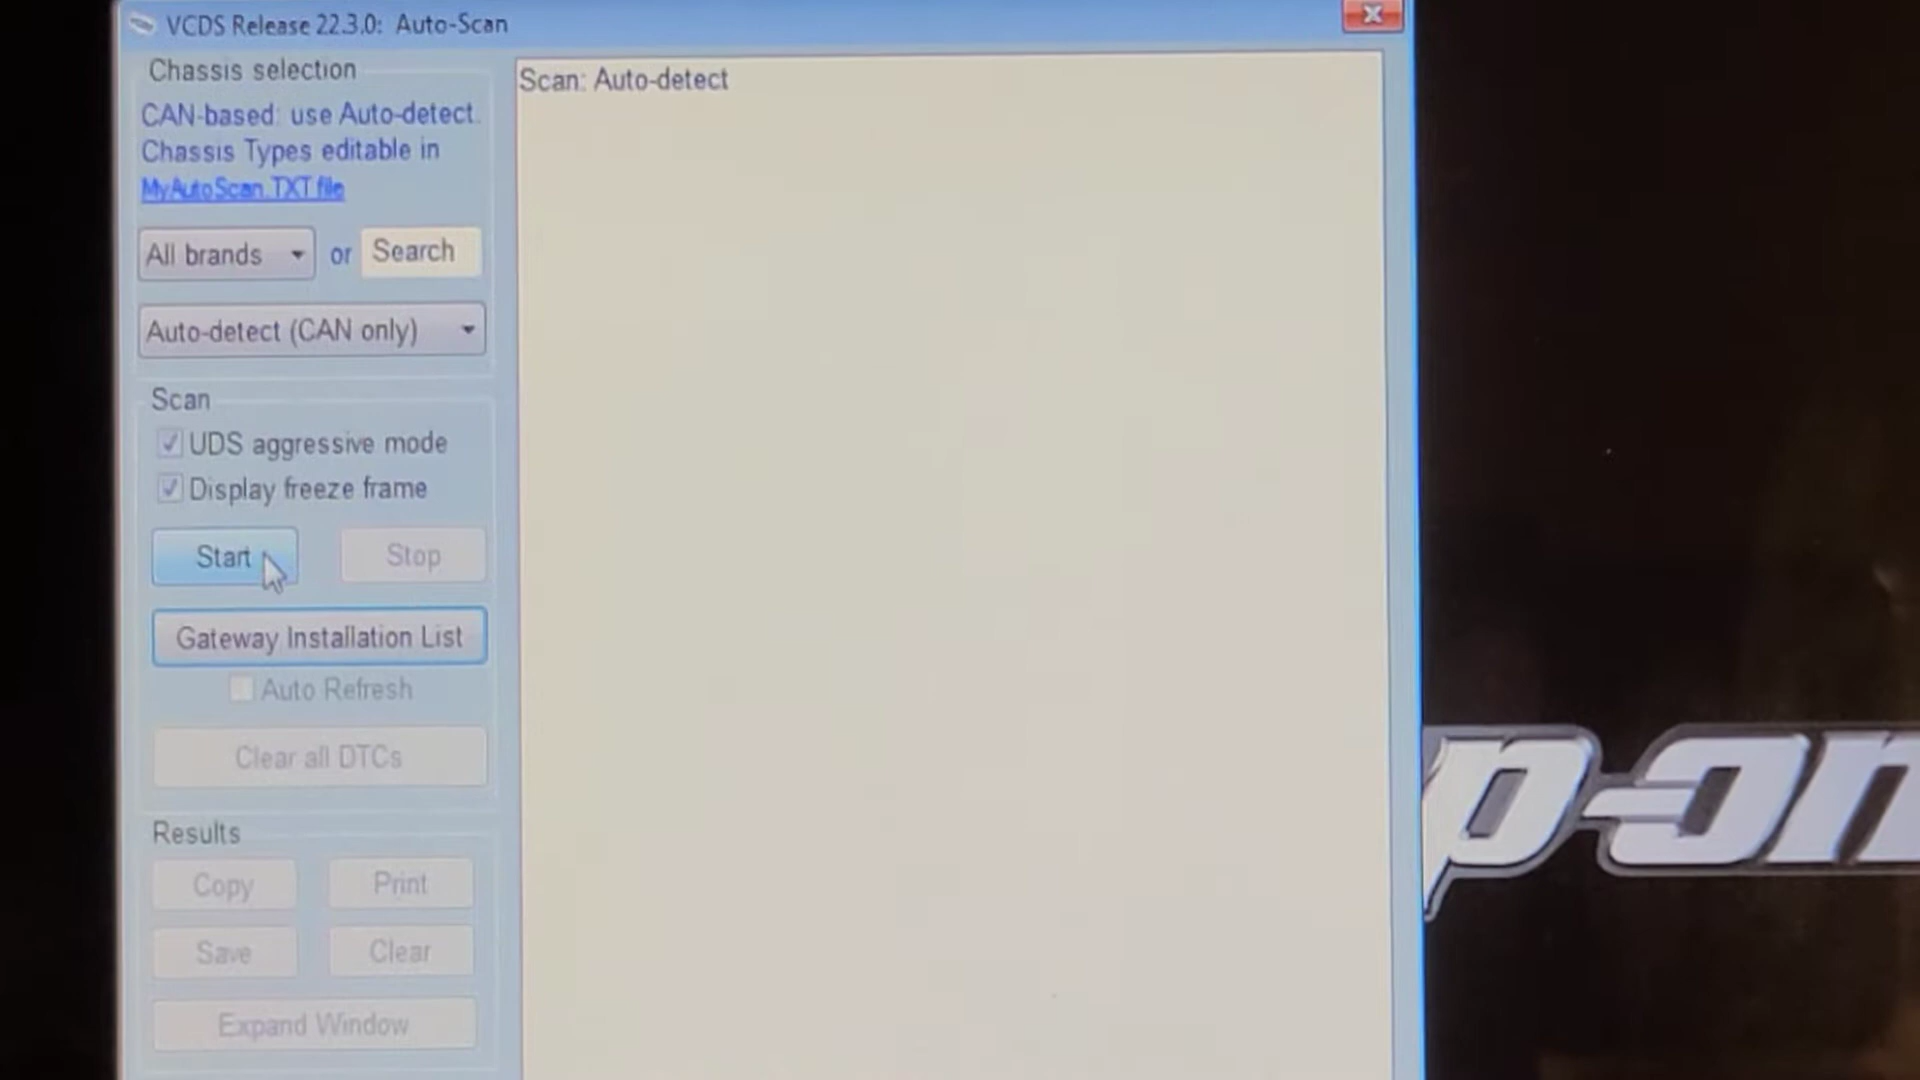 VCDS Release 22.3.0: Auto-Scan
Chassis selection
CAN-based: use Auto-detect.
Chassis Types editable in
MyAutoScan.TXT file
All brands or Search
Auto-detect (CAN only)
Scan
UDS aggressive mode
Display freeze frame
Start Stop
Gateway Installation List
Auto Refresh
Clear all DTCs
Results
Copy Print
Save Clear
Expand Window
Scan: Auto-detect
p-on